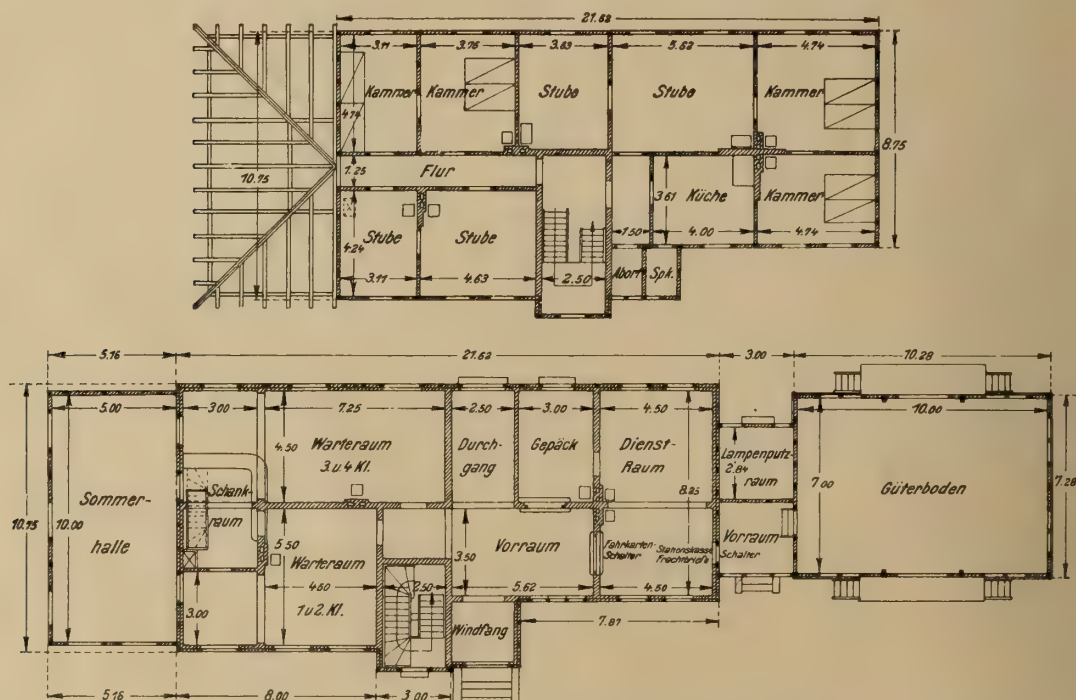 21.62
3.11
3.76
3.63
5.62
4.74
Kammer
Kammer
Stube
Stube
Kammer
4.74
8.75
10.75
1.25
Flur
3.61
Küche
Kammer
Stube
Stube
1.50
4.00
4.74
4.24
3.11
4.63
2.50
Abort
Spk.
5.16
21.62
3.00
10.28
5.00
3.00
7.25
2.50
3.00
4.50
10.00
4.50
Warteraum
3.u.4 Kl.
Durch-
gang
Gepäck
Dienst-
Raum
Lampenputz-
2.84
raum
7.00
Güterboden
7.28
8.25
Schank-
raum
Sommer-
halle
10.75
10.00
5.50
Warteraum
4.60
1 u 2. Kl.
3.50
Vorraum
5.62
Fahrkarten-
Schalter
Stationskasse
Frachtbriefe
4.50
Vorraum
Schalter
3.00
2.50
Windfang
7.81
5.16
8.00
3.00